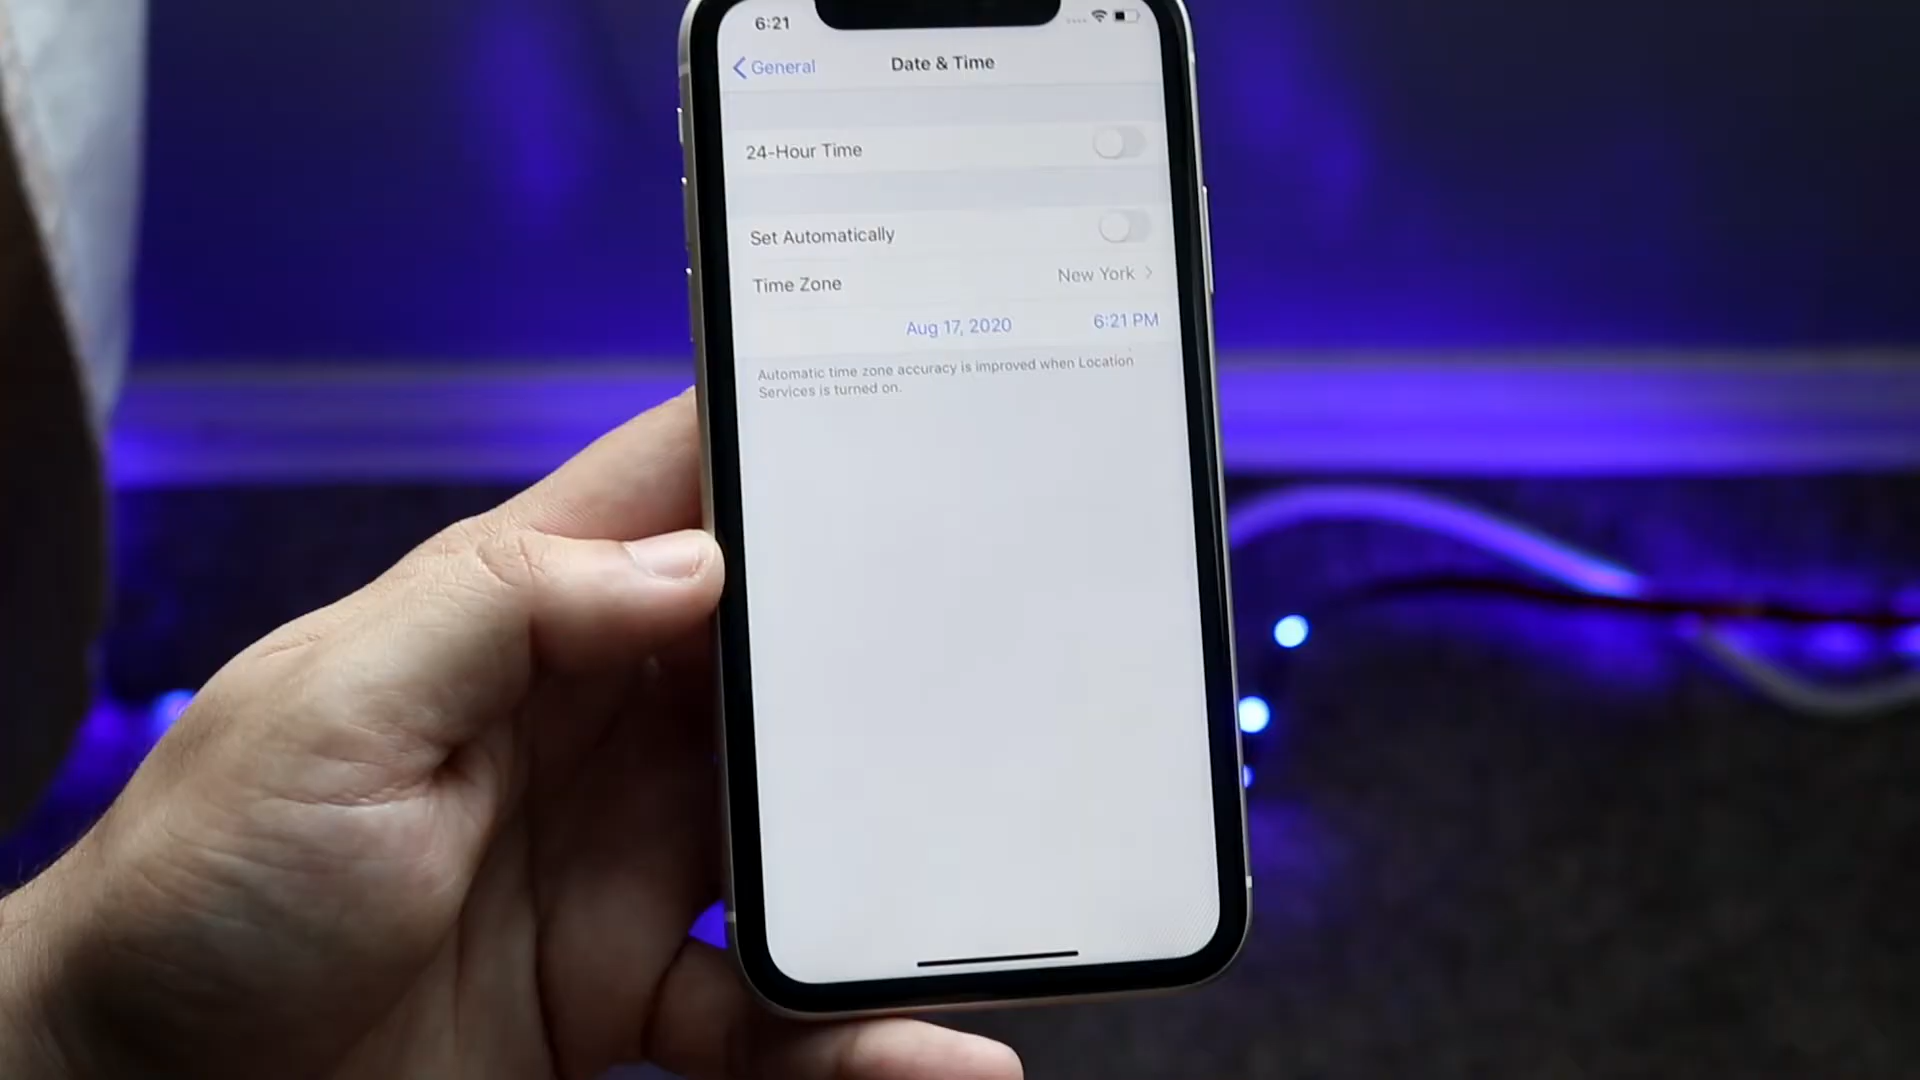 6:21
General
Date & Time
24-Hour Time
Set Automatically
Time Zone
New York
Aug 17, 2020
6:21 PM
Automatic time zone accuracy is improved when Location
Services is turned on.